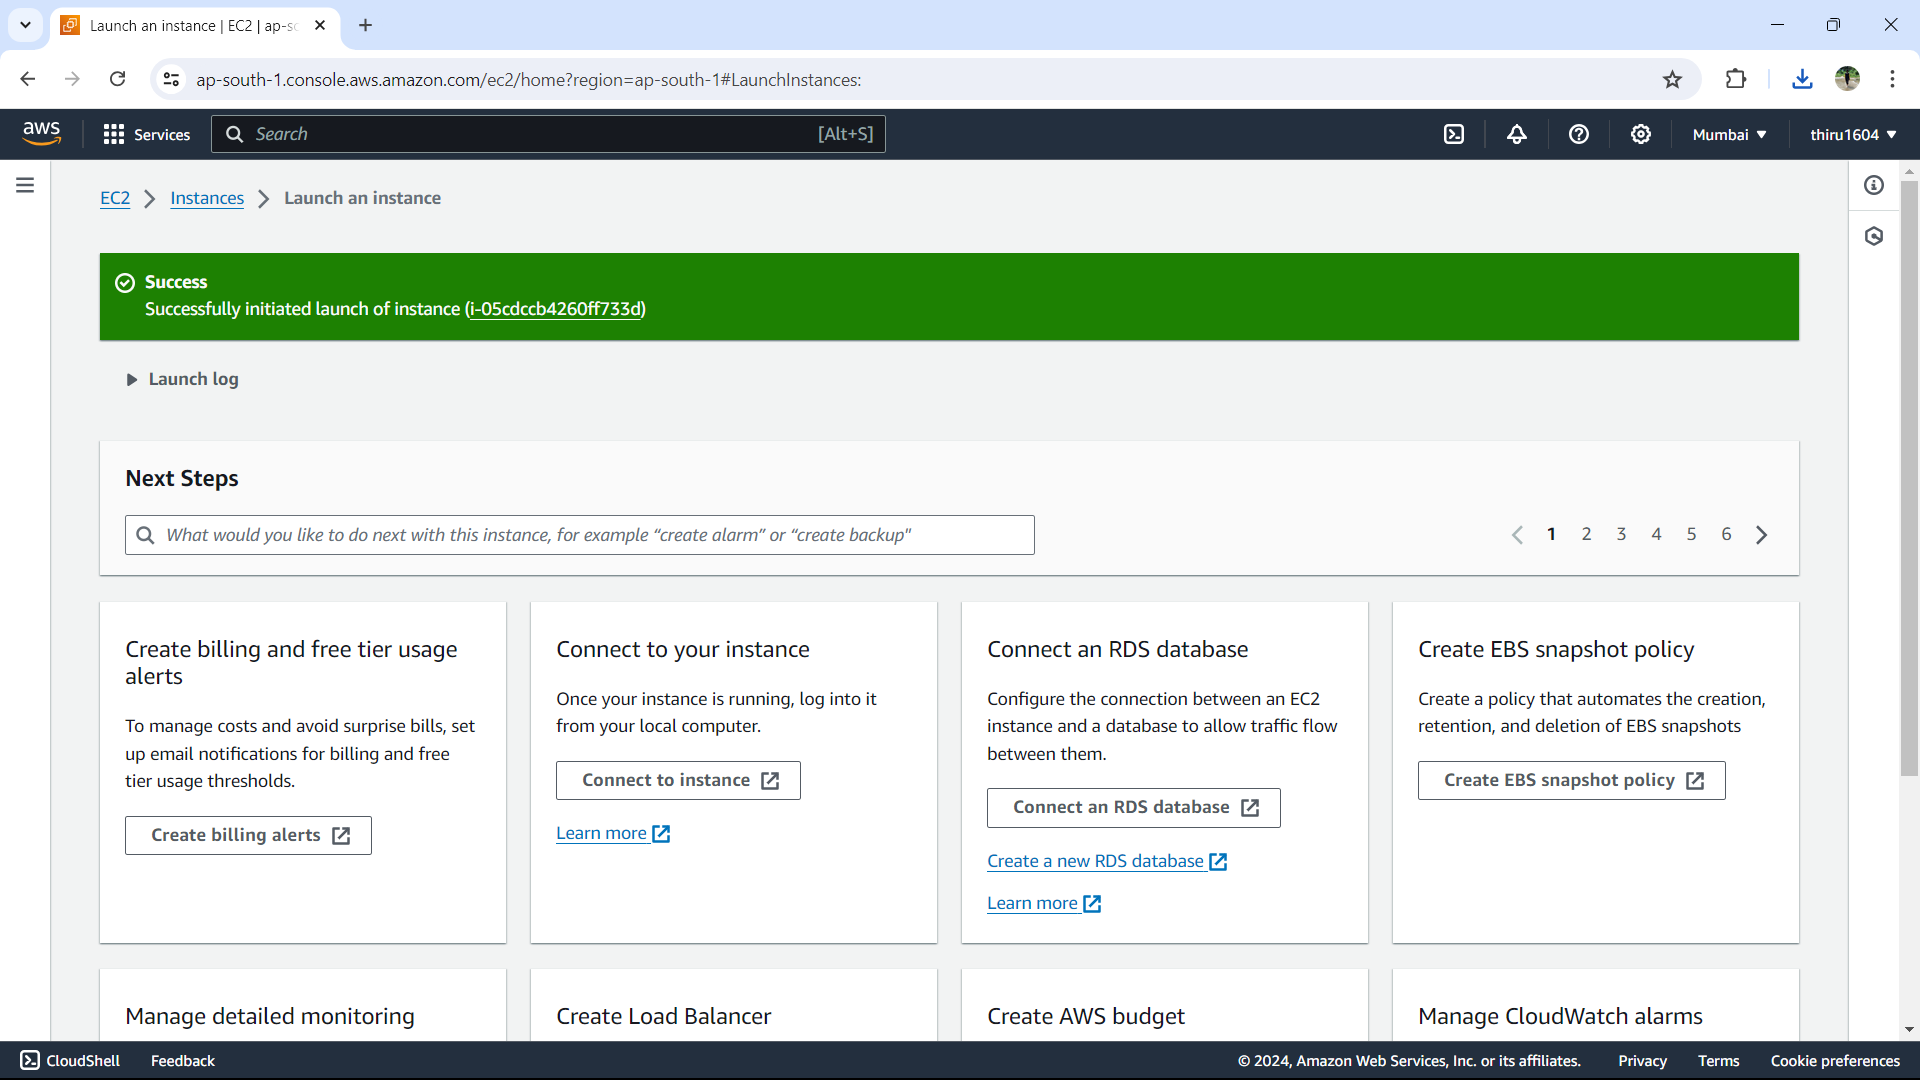 Launch an instance | EC2 | ap-sc
ap-south-1.console.aws.amazon.com/ec2/home?region=ap-south-1#LaunchInstances:
aws
Services
Search
[Alt+S]
Mumbai
thiru1604
EC2
Instances
Launch an instance
Success
Successfully initiated launch of instance (i-05cdccb4260ff733d)
Launch log
Next Steps
What would you like to do next with this instance, for example “create alarm” or “create backup"
1 2 3 4 5 6
Create billing and free tier usage
alerts
To manage costs and avoid surprise bills, set
up email notifications for billing and free
tier usage thresholds.
Create billing alerts
Connect to your instance
Once your instance is running, log into it
from your local computer.
Connect to instance
Learn more
Connect an RDS database
Configure the connection between an EC2
instance and a database to allow traffic flow
between them.
Connect an RDS database
Create a new RDS database
Learn more
Create EBS snapshot policy
Create a policy that automates the creation,
retention, and deletion of EBS snapshots
Create EBS snapshot policy
Manage detailed monitoring
Create Load Balancer
Create AWS budget
Manage CloudWatch alarms
CloudShell
Feedback
© 2024, Amazon Web Services, Inc. or its affiliates.
Privacy
Terms
Cookie preferences